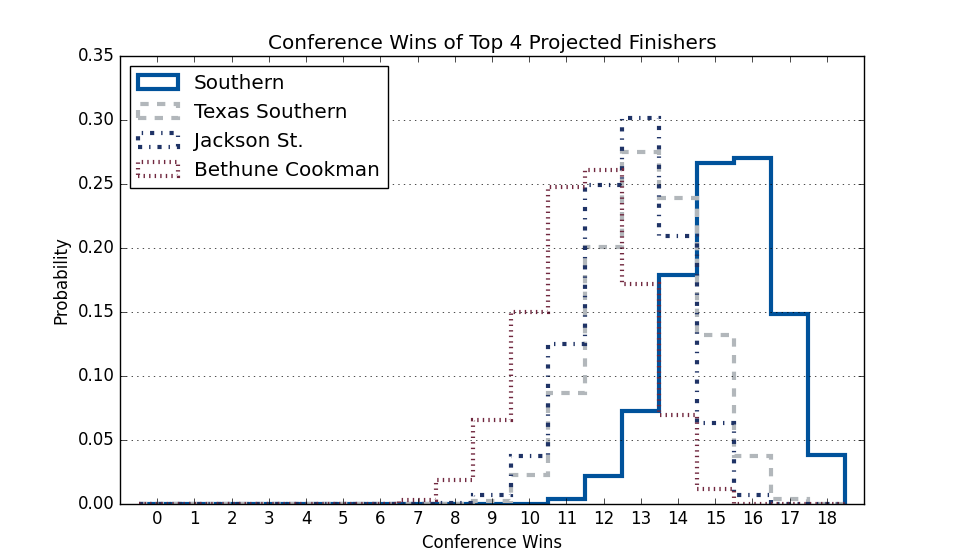 Conference Wins of Top 4 Projected Finishers
0.35
0.30
0.25
0.20
0.15
0.10
0.05
0.00
Probability
Southern
Texas Southern
Jackson St.
Bethune Cookman
0 1 2 3 4 5 6 7 8 9 10 11 12 13 14 15 16 17 18
Conference Wins